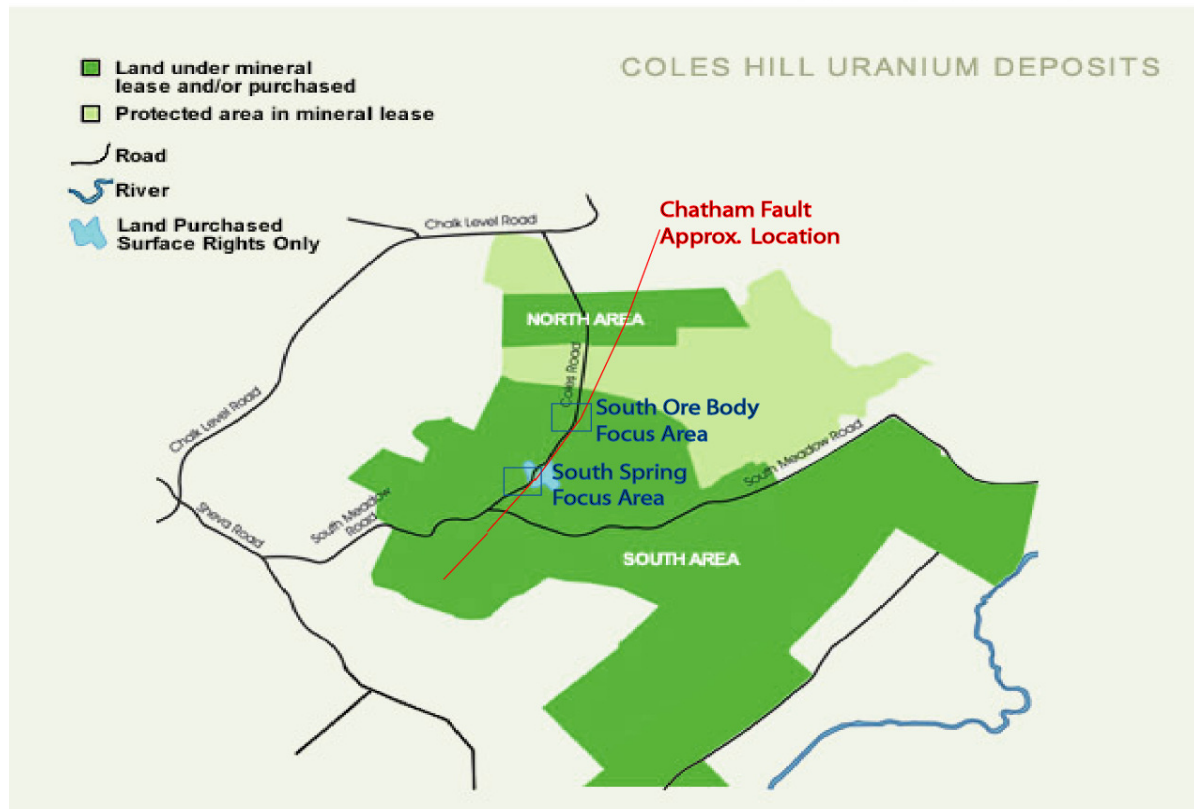 COLES HILL URANIUM DEPOSITS
Land under mineral
lease and/or purchased
Protected area in mineral lease
Road
River
Land Purchased
Surface Rights Only
Chalk Level Road
Chatham Fault
Approx. Location
NORTH AREA
Coles Road
Chalk Level Road
South Ore Body
Focus Area
South Meadow Road
South Spring
Focus Area
South Meadow
Road
Sheva Road
SOUTH AREA